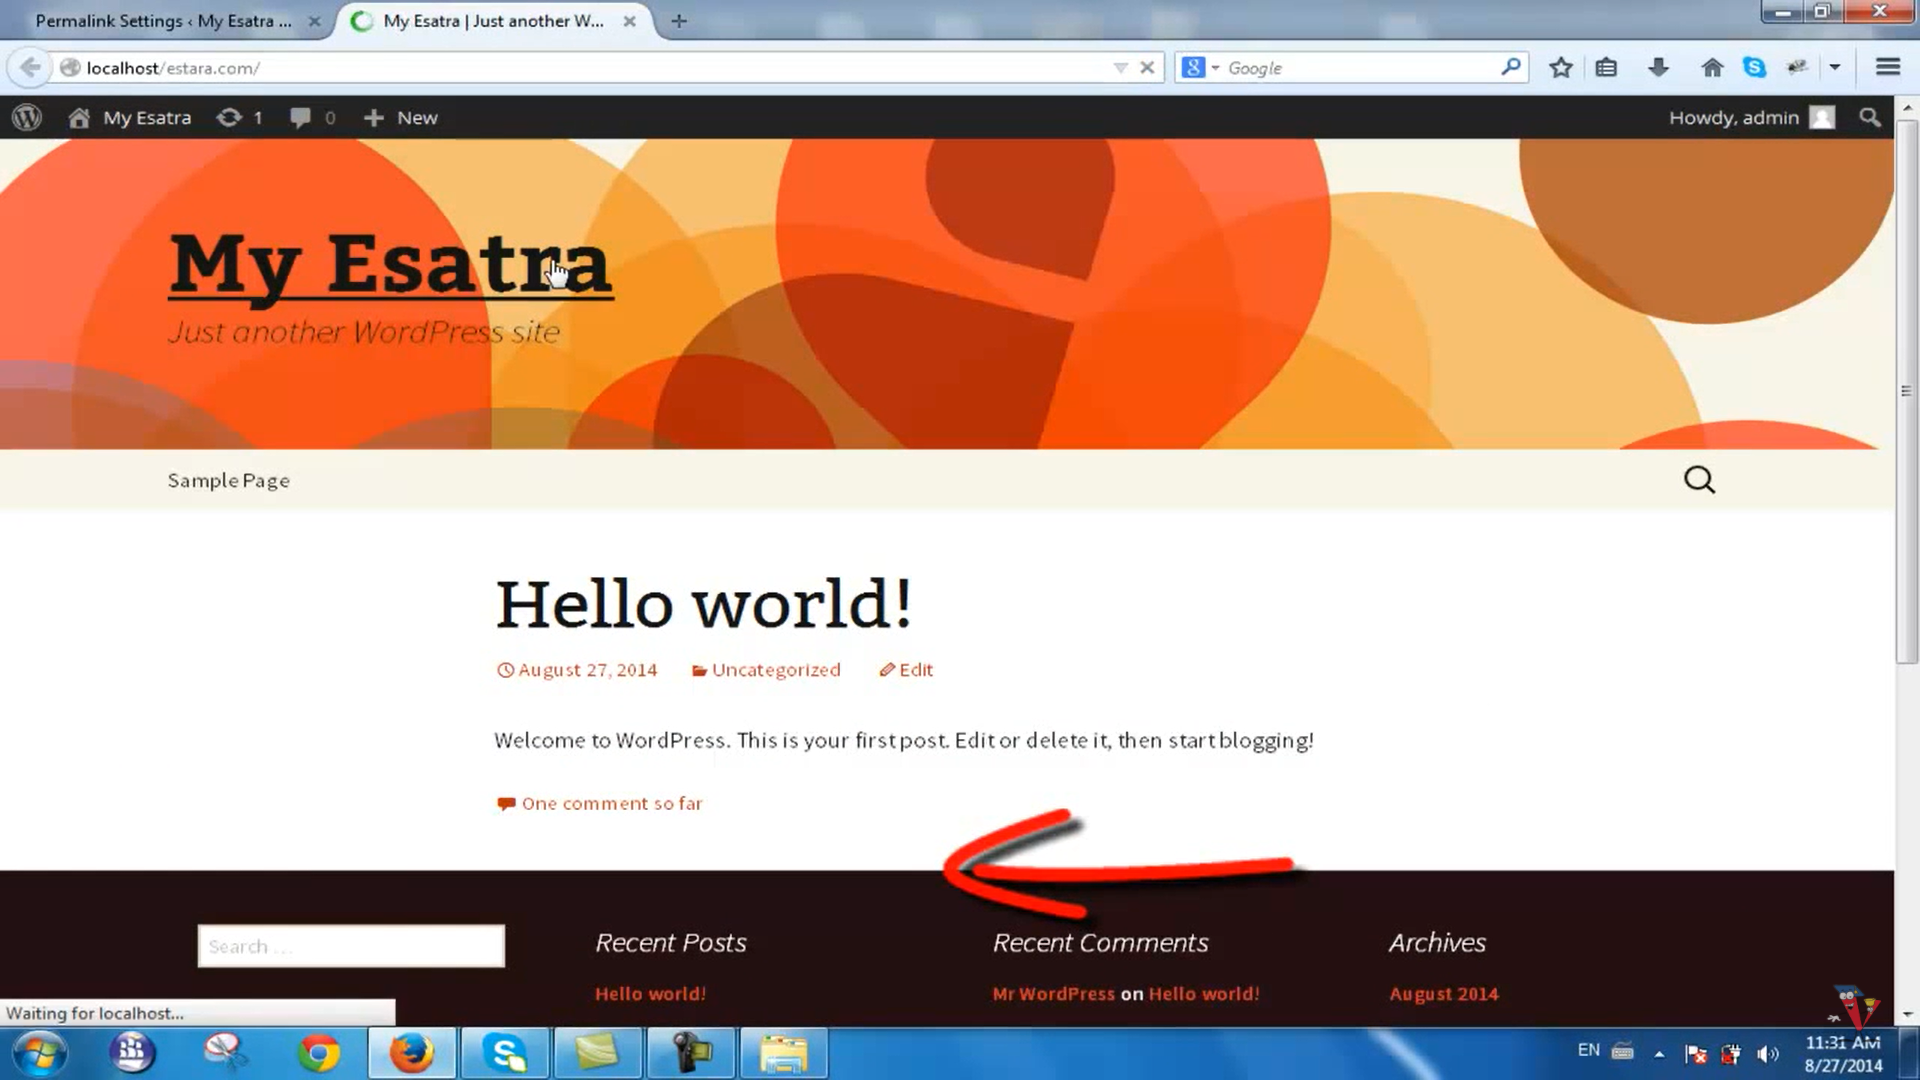 Permalink Settings ‹ My Esatra ...
My Esatra | Just another W...
localhost/estara.com/
8
Google
My Esatra
1
0
New
Howdy, admin
My Esatra
Just another WordPress site
Sample Page
Hello world!
August 27, 2014
Uncategorized
Edit
Welcome to WordPress. This is your first post. Edit or delete it, then start blogging!
One comment so far
Search ...
Recent Posts
Recent Comments
Archives
Hello world!
Mr WordPress on Hello world!
August 2014
Waiting for localhost...
EN
11:31 AM
8/27/2014